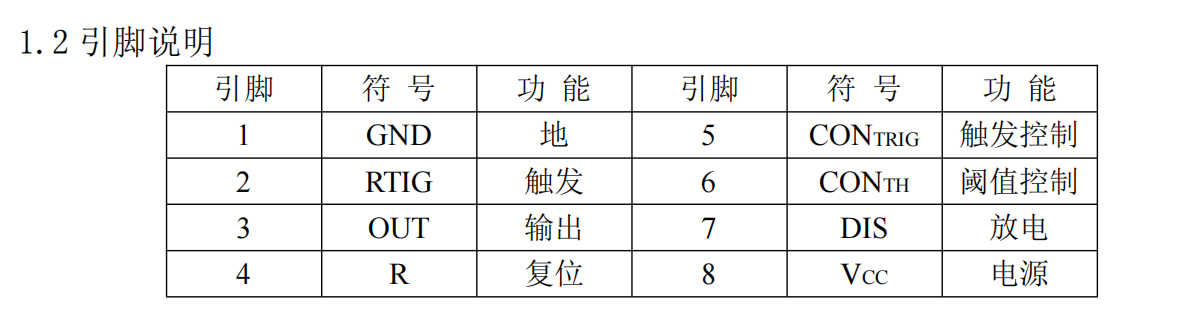 1.2 引脚说明
引脚 符 号 功 能 引脚 符 号 功 能
1 GND 地 5 CONTRIG 触发控制
2 RTIG 触发 6 CONTH 阈值控制
3 OUT 输出 7 DIS 放电
4 R 复位 8 VCC 电源